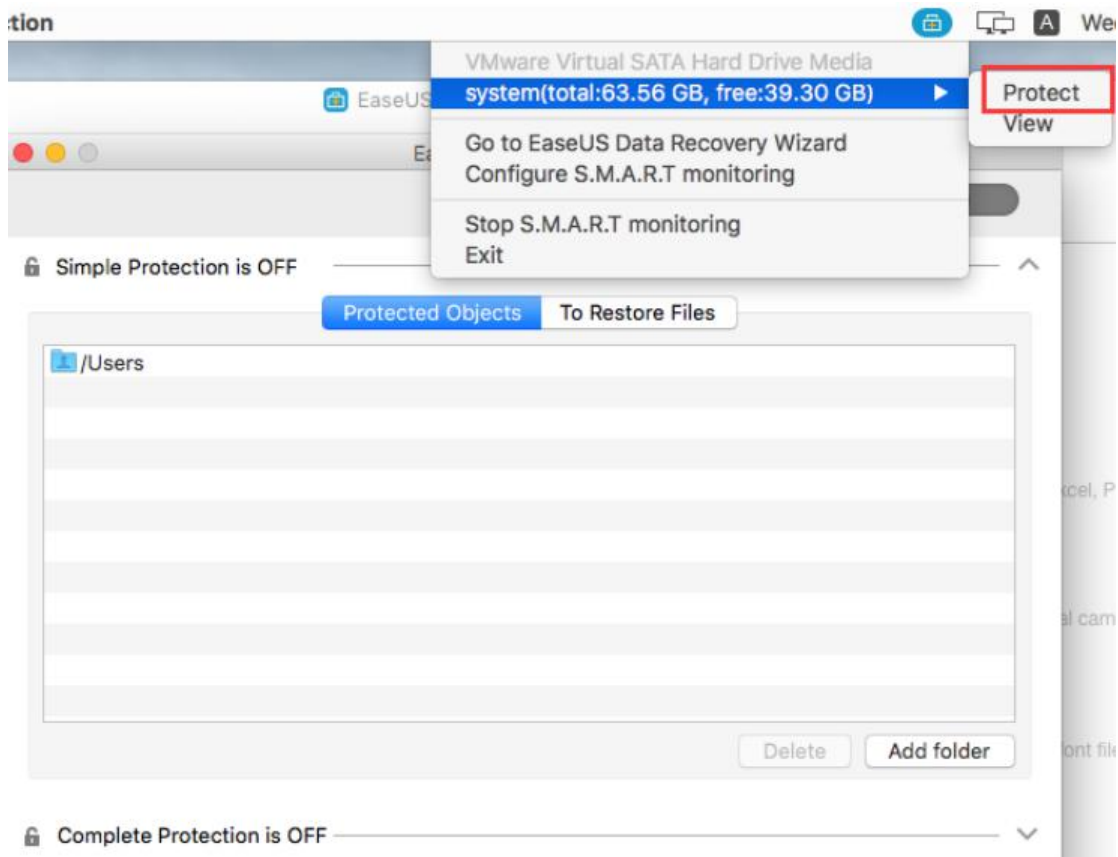 tion
A
We
VMware Virtual SATA Hard Drive Media
system(total:63.56 GB, free:39.30 GB)
Protect
View
EaseUS
Go to EaseUS Data Recovery Wizard
Configure S.M.A.R.T monitoring
Ea
Stop S.M.A.R.T monitoring
Exit
Simple Protection is OFF
Protected Objects
To Restore Files
/Users
xcel, P
al cam
Delete
Add folder
font file
Complete Protection is OFF